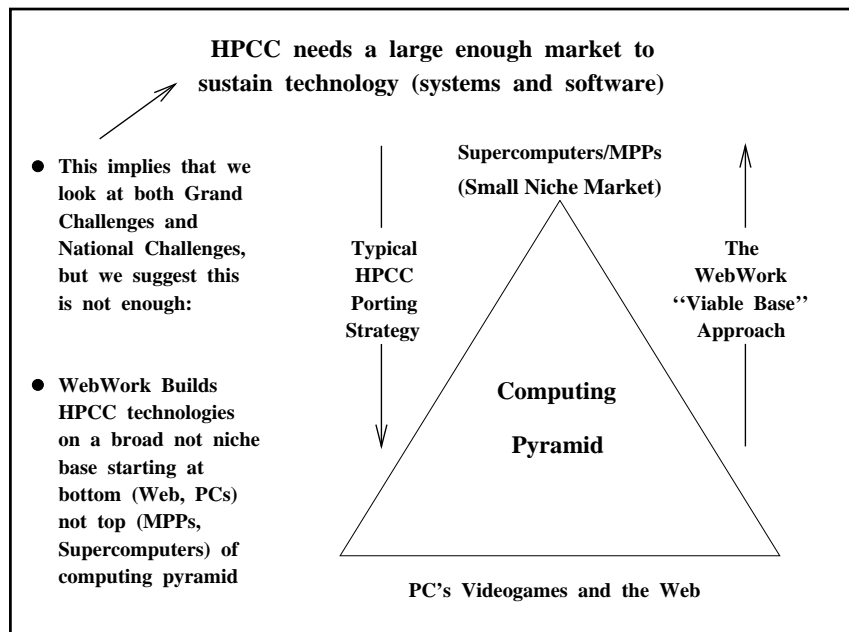 HPCC needs a large enough market to
sustain technology (systems and software)
● This implies that we
look at both Grand
Challenges and
National Challenges,
but we suggest this
is not enough:
● WebWork Builds
HPCC technologies
on a broad not niche
base starting at
bottom (Web, PCs)
not top (MPPs,
Supercomputers) of
computing pyramid
Typical
HPCC
Porting
Strategy
Supercomputers/MPPs
(Small Niche Market)
Computing
Pyramid
PC's Videogames and the Web
The
WebWork
‘‘Viable Base’’
Approach